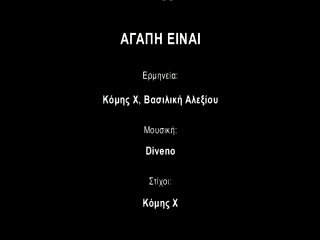 ΑΓΑΠΗ ΕΙΝΑΙ
Ερμηνεία:
Κόμης Χ, Βασιλική Αλεξίου
Μουσική:
Diveno
Στίχοι:
Κόμης Χ